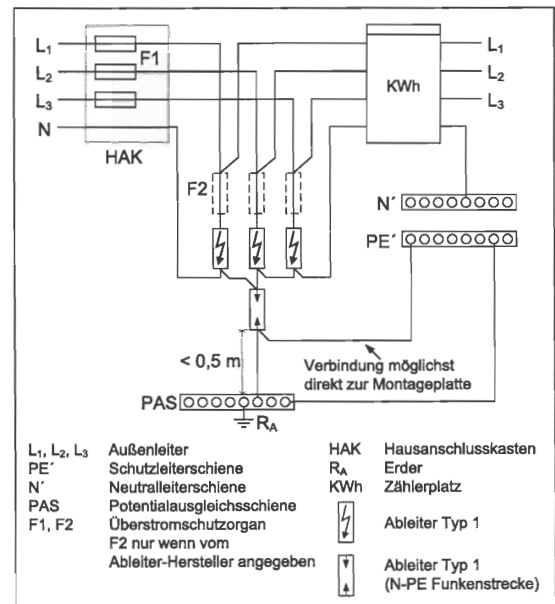 L₁
F1
L₁
L₂
L₂
L₃
KWh
L₃
N
HAK
F2
N´
PE´
< 0,5 m
Verbindung möglichst
direkt zur Montageplatte
PAS
R_A
L₁, L₂, L₃ Außenleiter
PE´ Schutzleiterschiene
N´ Neutralleiterschiene
PAS Potentialausgleichsschiene
F1, F2 Überstromschutzorgan
F2 nur wenn vom
Ableiter-Hersteller angegeben
HAK Hausanschlusskasten
R_A Erder
KWh Zählerplatz
Ableiter Typ 1
Ableiter Typ 1
(N-PE Funkenstrecke)